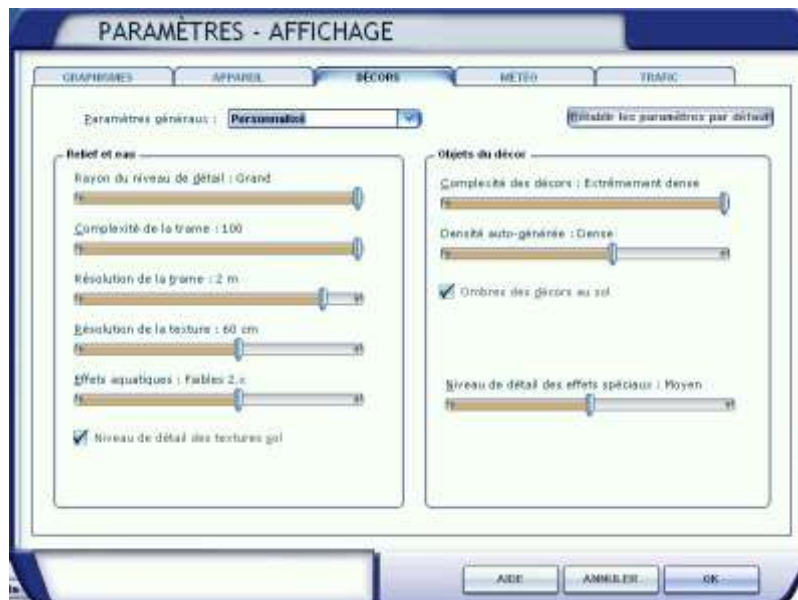 PARAMÈTRES - AFFICHAGE
GRAPHISMES
APPAREIL
DÉCORS
MÉTÉO
TRAFIC
Paramètres généraux : Personnalisé
Rétablir les paramètres par défaut
Relief et eau
Rayon du niveau de détail : Grand
Complexité de la trame : 100
Résolution de la trame : 2 m
Résolution de la texture : 60 cm
Effets aquatiques : Faibles 2.x
Niveau de détail des textures sol
Objets du décor
Complexité des décors : Extrêmement dense
Densité auto-générée : Dense
Ombres des décors au sol
Niveau de détail des effets spéciaux : Moyen
AIDE
ANNULER
OK